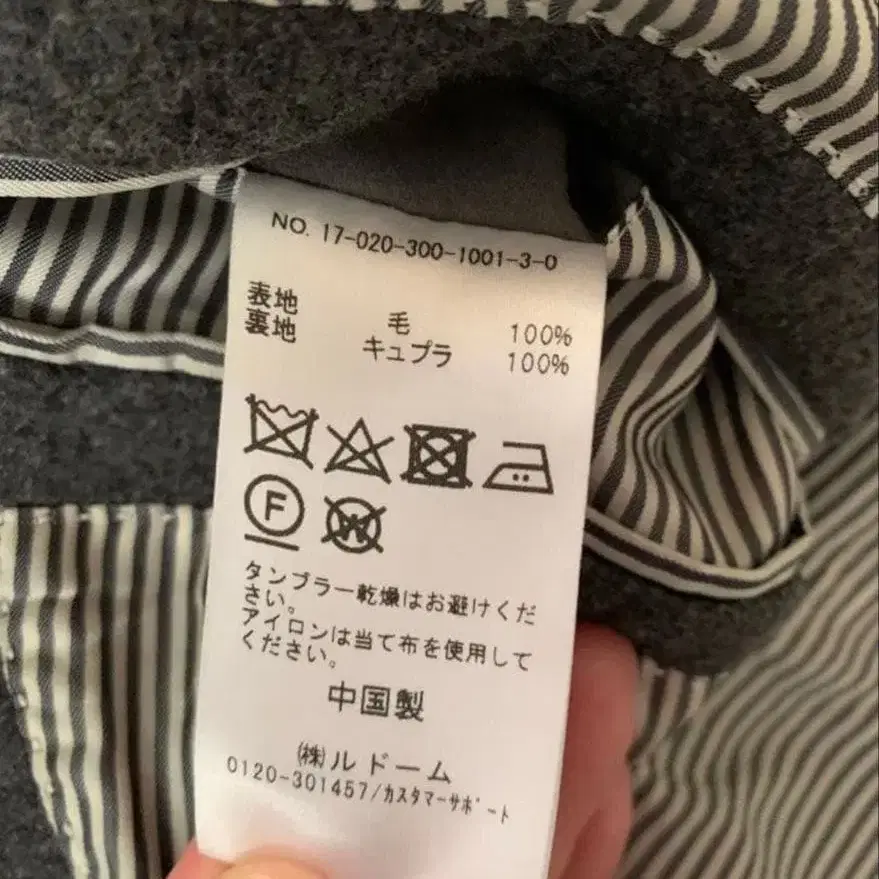 NO. 17-020-300-1001-3-0
表地 毛 100%
裏地 キュプラ 100%
F
W
タンブラー乾燥はお避けくだ
さい。
アイロンは当て布を使用して
ください。
中国製
㈱ルドーム
0120-301457/ｶｽﾀﾏｰｻﾎﾟｰﾄ